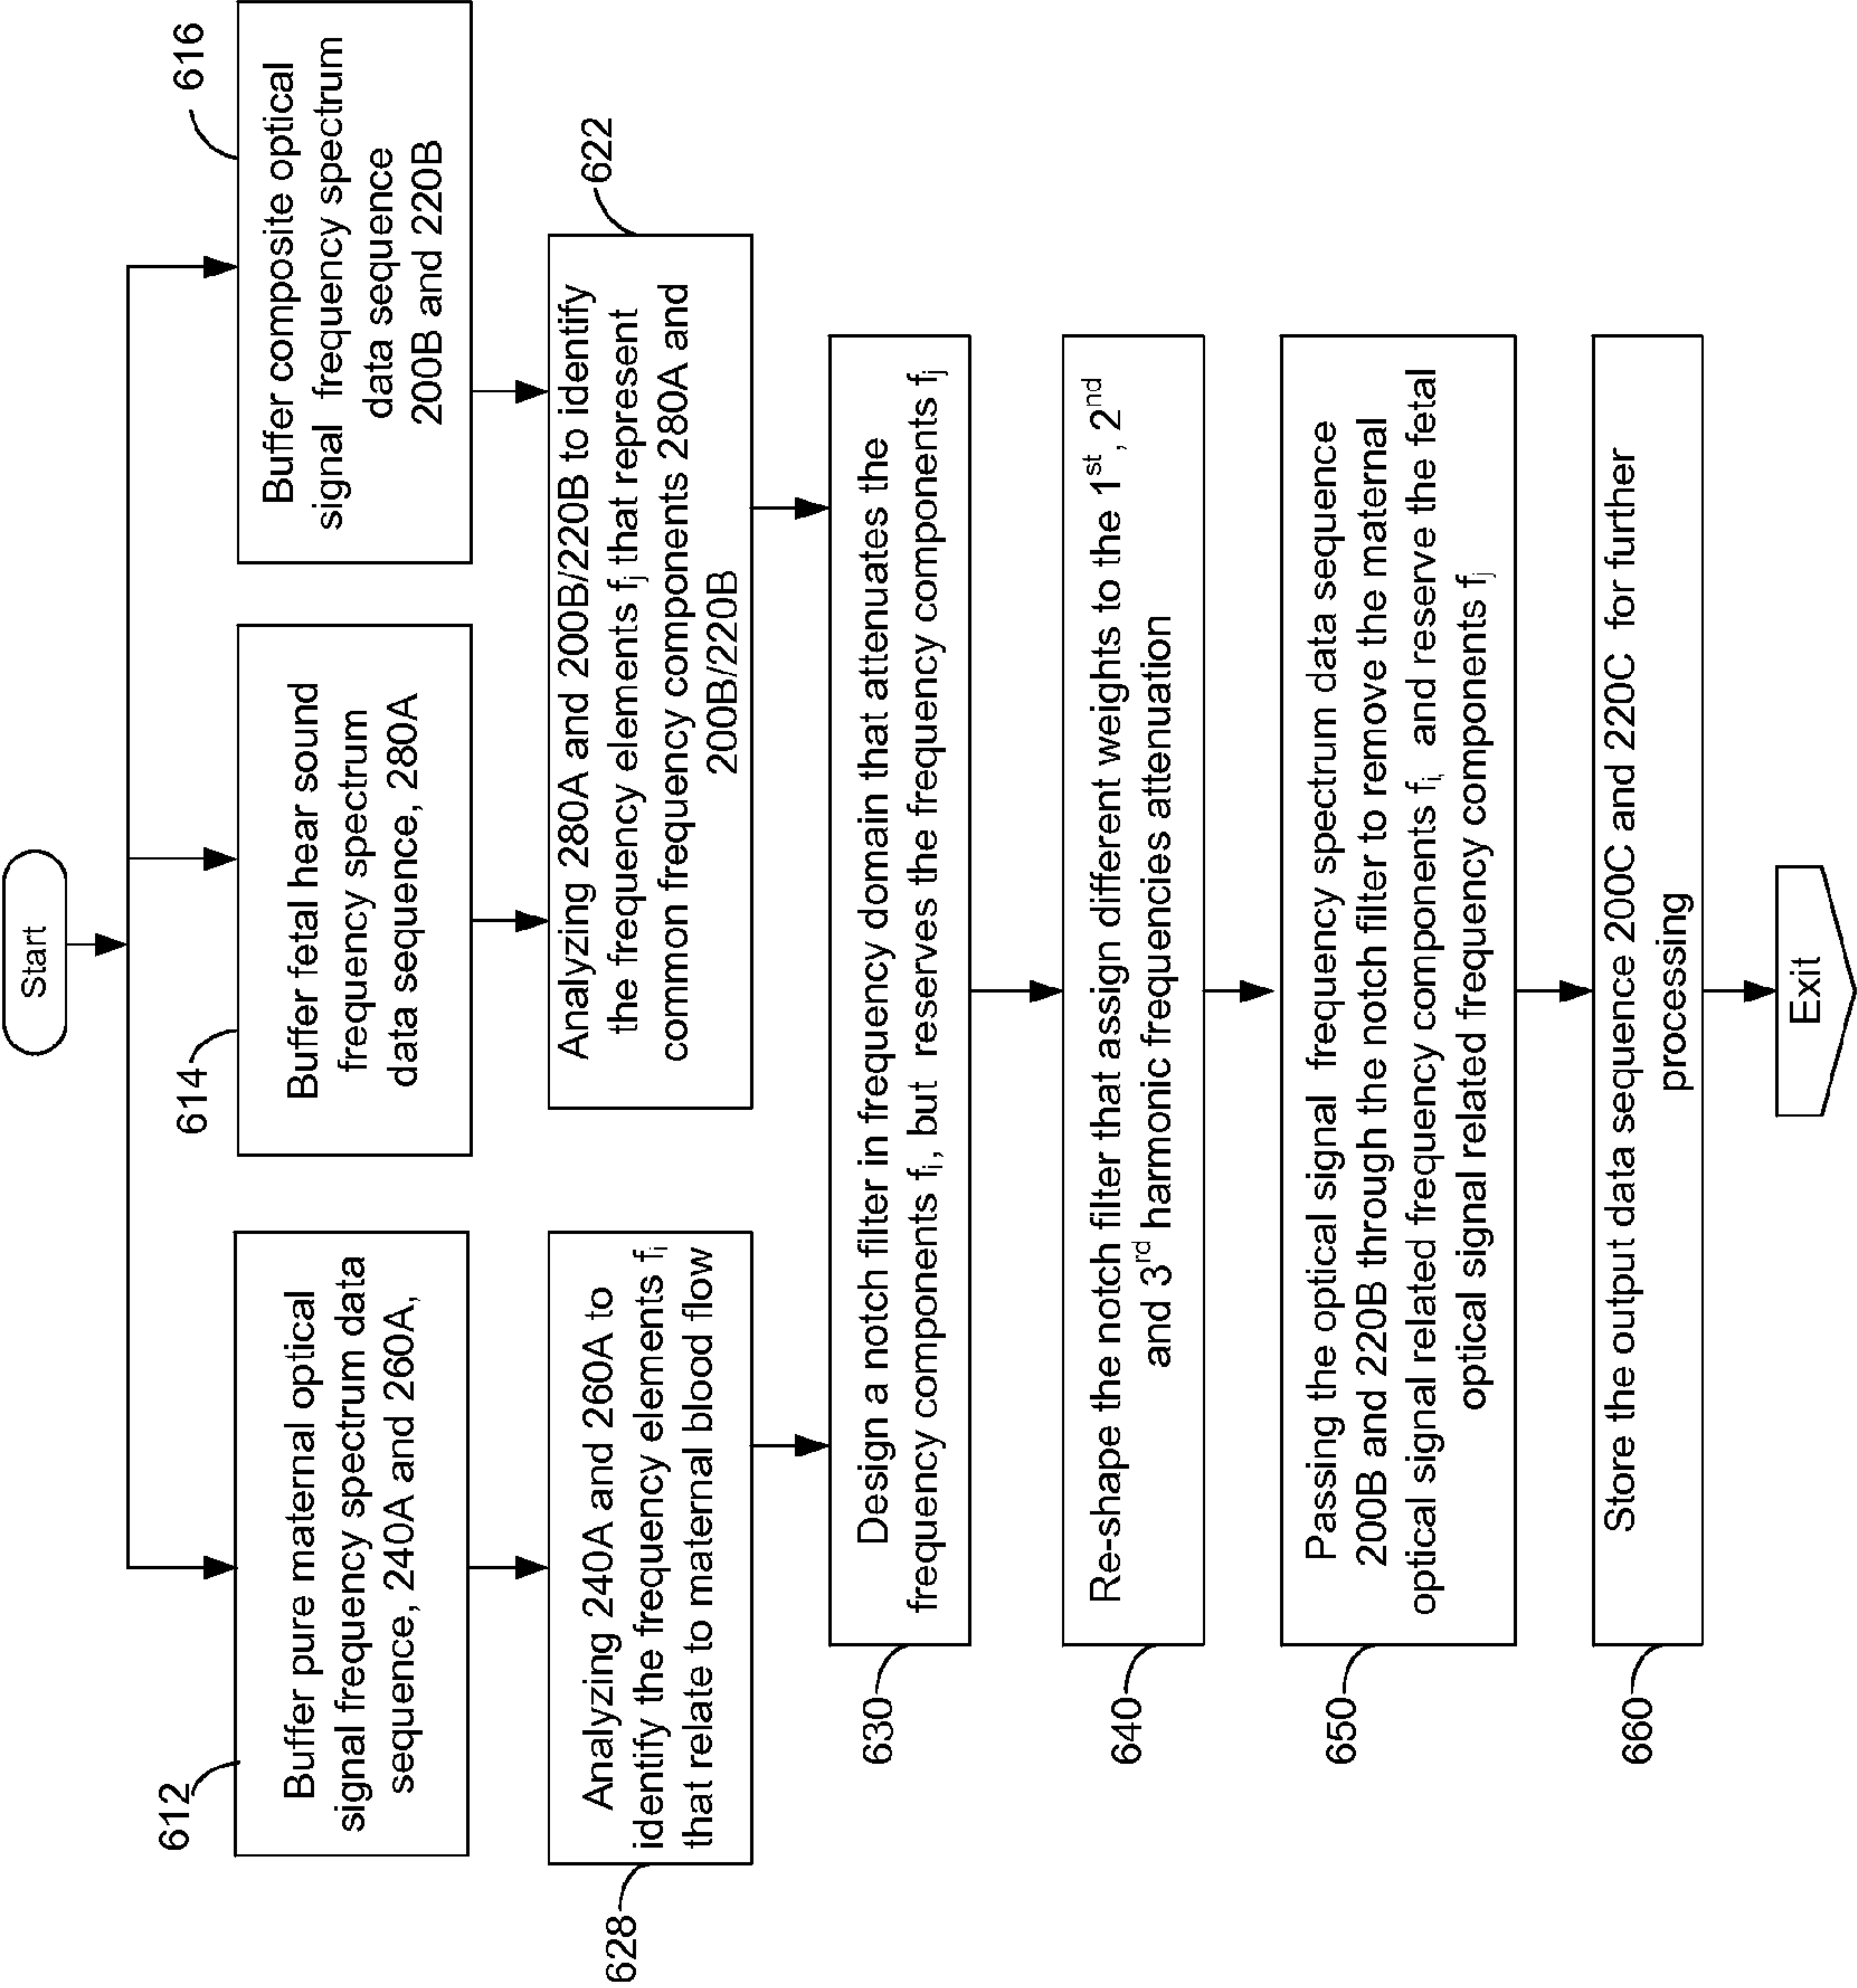 Start
612
Buffer pure maternal optical
signal frequency spectrum data
sequence, 240A and 260A,
614
Buffer fetal hear sound
frequency spectrum
data sequence, 280A
616
Buffer composite optical
signal frequency spectrum
data sequence
200B and 220B
628
Analyzing 240A and 260A to
identify the frequency elements fi
that relate to maternal blood flow
622
Analyzing 280A and 200B/220B to identify
the frequency elements fj that represent
common frequency components 280A and
200B/220B
630
Design a notch filter in frequency domain that attenuates the
frequency components fi, but reserves the frequency components fj
640
Re-shape the notch filter that assign different weights to the 1st, 2nd
and 3rd harmonic frequencies attenuation
650
Passing the optical signal frequency spectrum data sequence
200B and 220B through the notch filter to remove the maternal
optical signal related frequency components fi, and reserve the fetal
optical signal related frequency components fj
660
Store the output data sequence 200C and 220C for further
processing
Exit